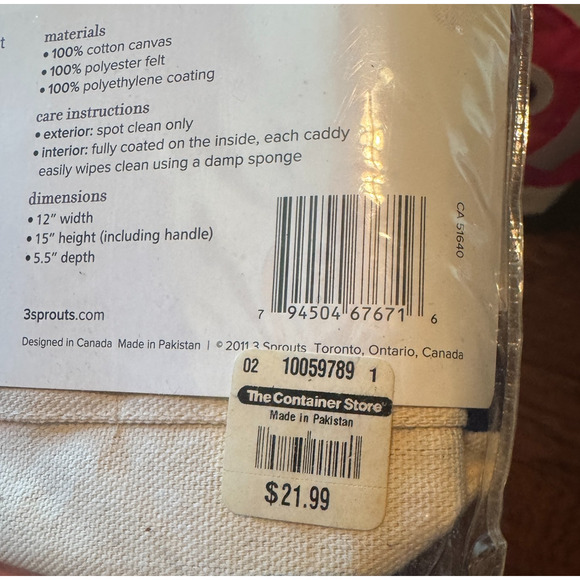 t
materials
• 100% cotton canvas
• 100% polyester felt
• 100% polyethylene coating
care instructions
• exterior: spot clean only
• interior: fully coated on the inside, each caddy
easily wipes clean using a damp sponge
dimensions
• 12" width
• 15" height (including handle)
• 5.5" depth
CA 51640
7 94504 67671 6
3sprouts.com
Designed in Canada Made in Pakistan | © 2011 3 Sprouts Toronto, Ontario, Canada
02 10059789 1
The Container Store
Made in Pakistan
$21.99